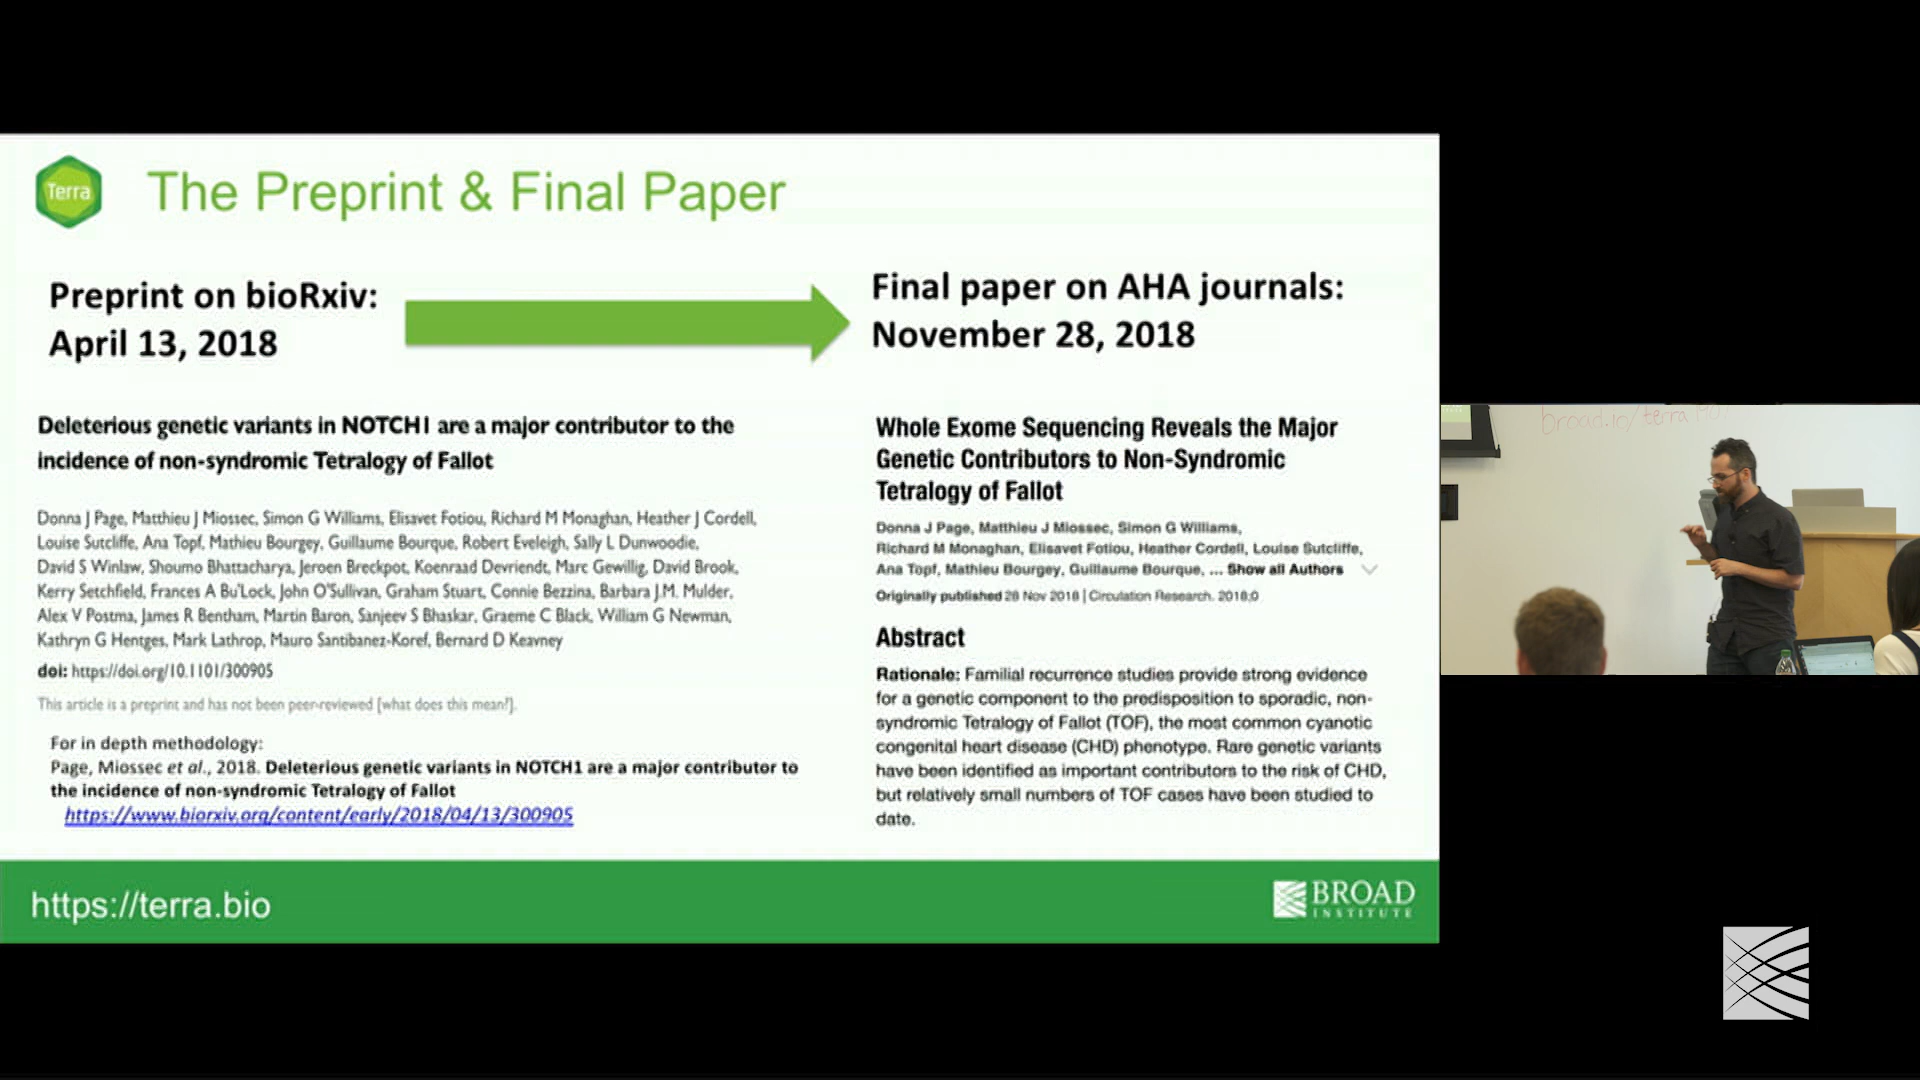 Terra
The Preprint & Final Paper
Preprint on bioRxiv:
April 13, 2018
Deleterious genetic variants in NOTCH1 are a major contributor to the
incidence of non-syndromic Tetralogy of Fallot
Donna J Page, Matthieu J Miossec, Simon G Williams, Elisavet Fotiou, Richard M Monaghan, Heather J Cordell,
Louise Sutcliffe, Ana Topf, Mathieu Bourgey, Guillaume Bourque, Robert Eveleigh, Sally L Dunwoodie,
David S Winlaw, Shoumo Bhattacharya, Jeroen Breckpot, Koenraad Devriendt, Marc Gewillig, David Brook,
Kerry Setchfield, Frances A Bu'Lock, John O'Sullivan, Graham Stuart, Connie Bezzina, Barbara J.M. Mulder,
Alex V Postma, James R Bentham, Martin Baron, Sanjeev S Bhaskar, Graeme C Black, William G Newman,
Kathryn G Hentges, Mark Lathrop, Mauro Santibanez-Koref, Bernard D Keavney
doi: https://doi.org/10.1101/300905
This article is a preprint and has not been peer-reviewed [what does this mean?].
For in depth methodology:
Page, Miossec et al., 2018. Deleterious genetic variants in NOTCH1 are a major contributor to
the incidence of non-syndromic Tetralogy of Fallot
https://www.biorxiv.org/content/early/2018/04/13/300905
Final paper on AHA journals:
November 28, 2018
Whole Exome Sequencing Reveals the Major
Genetic Contributors to Non-Syndromic
Tetralogy of Fallot
Donna J Page, Matthieu J Miossec, Simon G Williams,
Richard M Monaghan, Elisavet Fotiou, Heather Cordell, Louise Sutcliffe,
Ana Topf, Mathieu Bourgey, Guillaume Bourque, ... Show all Authors
Originally published 28 Nov 2018 | Circulation Research. 2018;0
Abstract
Rationale: Familial recurrence studies provide strong evidence
for a genetic component to the predisposition to sporadic, non-
syndromic Tetralogy of Fallot (TOF), the most common cyanotic
congenital heart disease (CHD) phenotype. Rare genetic variants
have been identified as important contributors to the risk of CHD,
but relatively small numbers of TOF cases have been studied to
date.
https://terra.bio
BROAD
INSTITUTE
broad.io/terra